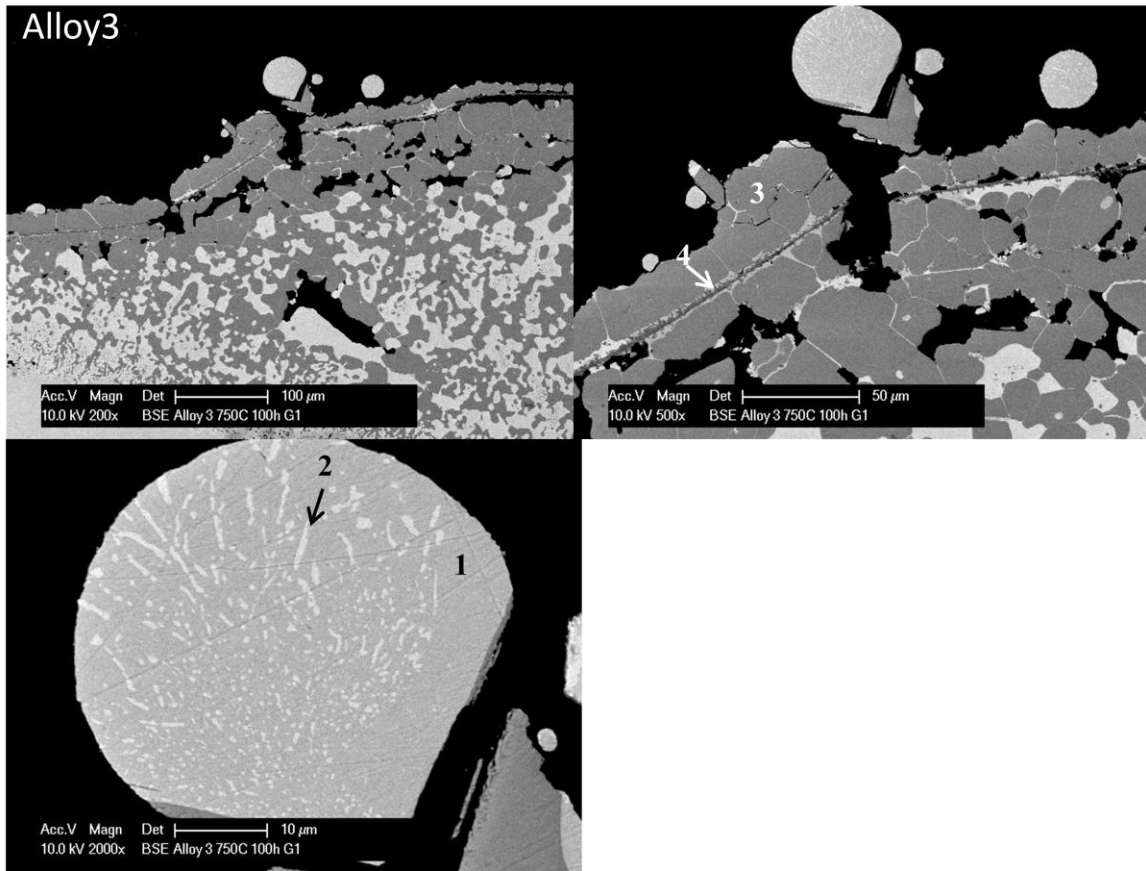 Alloy3
Acc.V Magn Det 100 µm
10.0 kV 200x BSE Alloy 3 750C 100h G1
3
4
Acc.V Magn Det 50 µm
10.0 kV 500x BSE Alloy 3 750C 100h G1
2
1
Acc.V Magn Det 10 µm
10.0 kV 2000x BSE Alloy 3 750C 100h G1